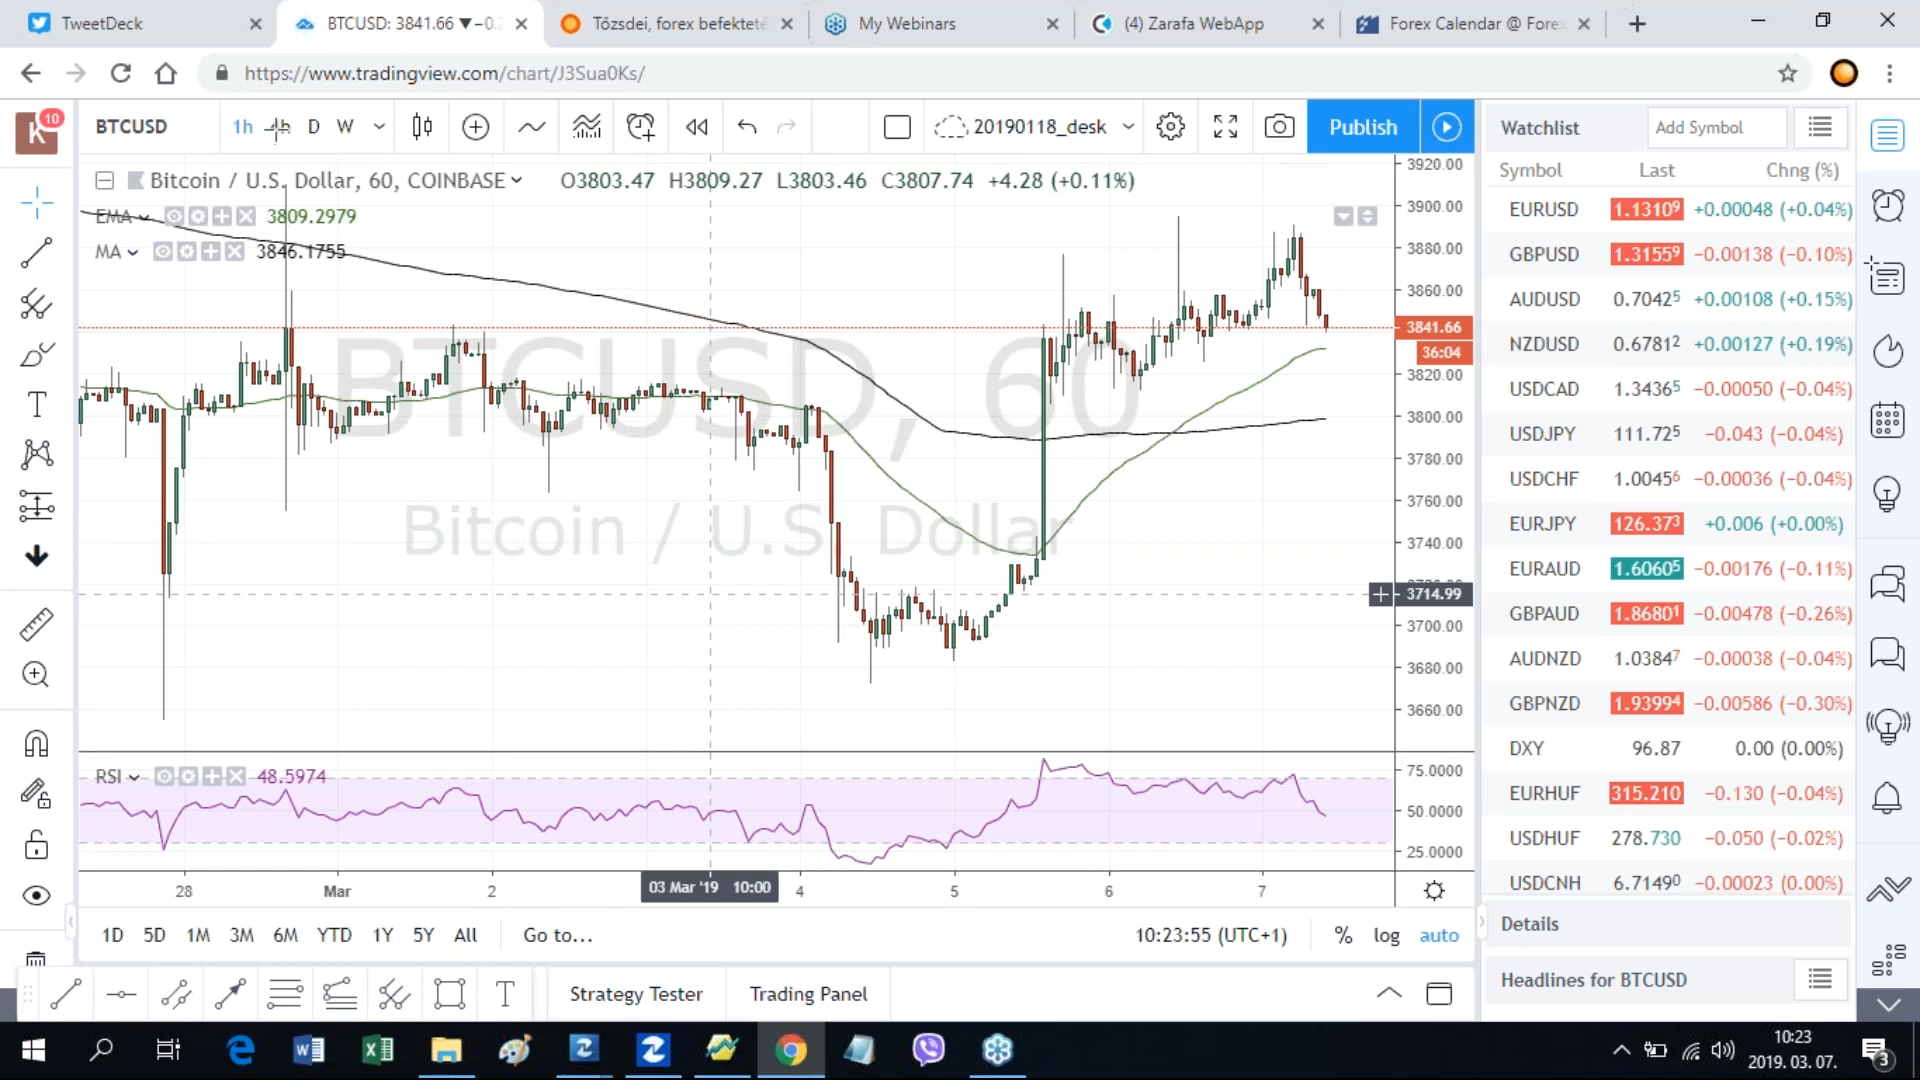 TweetDeck
BTCUSD: 3841.66 ▼−0.2
Tőzsdei, forex befekteté
My Webinars
(4) Zarafa WebApp
Forex Calendar @ Forex
https://www.tradingview.com/chart/J3Sua0Ks/
K 10
BTCUSD 1h 4h D W
20190118_desk
Publish
Watchlist
Add Symbol
Symbol Last Chng (%)
Bitcoin / U.S. Dollar, 60, COINBASE O3803.47 H3809.27 L3803.46 C3807.74 +4.28 (+0.11%)
EMA 3809.2979
MA 3846.1755
BTCUSD, 60
Bitcoin / U.S. Dollar
3920.00
3900.00
3880.00
3860.00
3841.66
36:04
3820.00
3800.00
3780.00
3760.00
3740.00
3714.99
3700.00
3680.00
3660.00
RSI 48.5974
75.0000
50.0000
25.0000
28 Mar 2 03 Mar '19 10:00 4 5 6 7
1D 5D 1M 3M 6M YTD 1Y 5Y All Go to...
10:23:55 (UTC+1) % log auto
T Strategy Tester Trading Panel
EURUSD 1.13109 +0.00048 (+0.04%)
GBPUSD 1.31559 −0.00138 (−0.10%)
AUDUSD 0.70425 +0.00108 (+0.15%)
NZDUSD 0.67812 +0.00127 (+0.19%)
USDCAD 1.34365 −0.00050 (−0.04%)
USDJPY 111.725 −0.043 (−0.04%)
USDCHF 1.00456 −0.00036 (−0.04%)
EURJPY 126.373 +0.006 (+0.00%)
EURAUD 1.60605 −0.00176 (−0.11%)
GBPAUD 1.86801 −0.00478 (−0.26%)
AUDNZD 1.03847 −0.00038 (−0.04%)
GBPNZD 1.93994 −0.00586 (−0.30%)
DXY 96.87 0.00 (0.00%)
EURHUF 315.210 −0.130 (−0.04%)
USDHUF 278.730 −0.050 (−0.02%)
USDCNH 6.71490 −0.00023 (0.00%)
Details
Headlines for BTCUSD
10:23
2019. 03. 07.
3